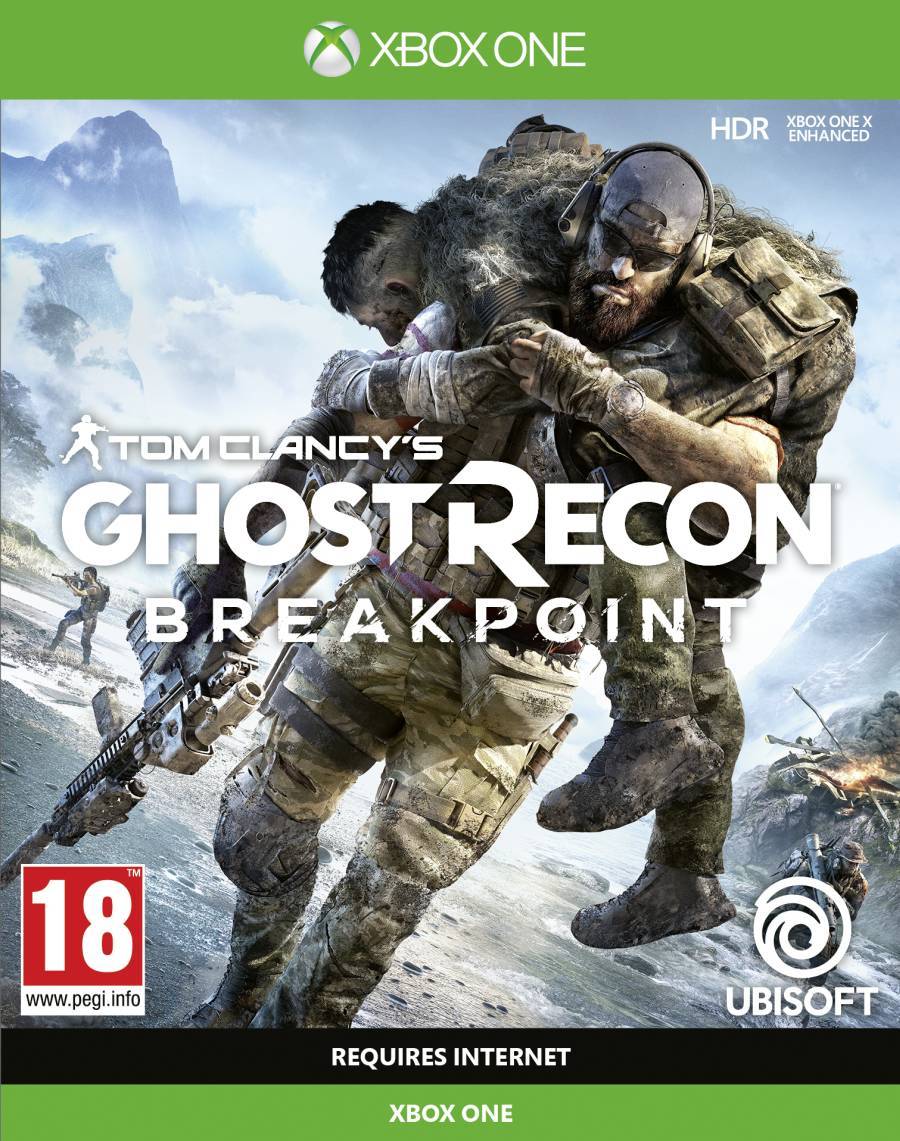 XBOX ONE
HDR
XBOX ONE X
ENHANCED
TOM CLANCY'S
GHOST RECON®
BREAKPOINT
18™
www.pegi.info
UBISOFT
REQUIRES INTERNET
XBOX ONE